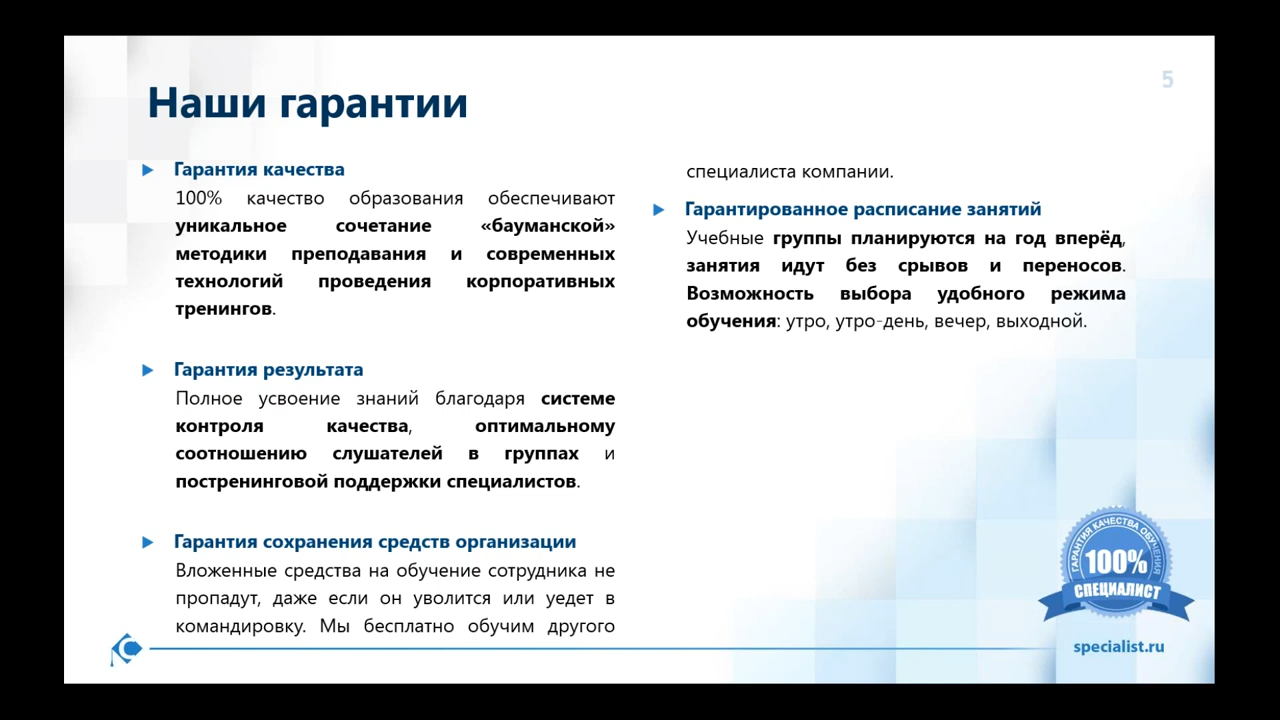 5
Наши гарантии
Гарантия качества
100% качество образования обеспечивают
уникальное сочетание «бауманской»
методики преподавания и современных
технологий проведения корпоративных
тренингов.
Гарантия результата
Полное усвоение знаний благодаря системе
контроля качества, оптимальному
соотношению слушателей в группах и
постренинговой поддержки специалистов.
Гарантия сохранения средств организации
Вложенные средства на обучение сотрудника не
пропадут, даже если он уволится или уедет в
командировку. Мы бесплатно обучим другого
специалиста компании.
Гарантированное расписание занятий
Учебные группы планируются на год вперёд,
занятия идут без срывов и переносов.
Возможность выбора удобного режима
обучения: утро, утро-день, вечер, выходной.
ГАРАНТИЯ КАЧЕСТВА ОБУЧЕНИЯ
100%
СПЕЦИАЛИСТ
specialist.ru